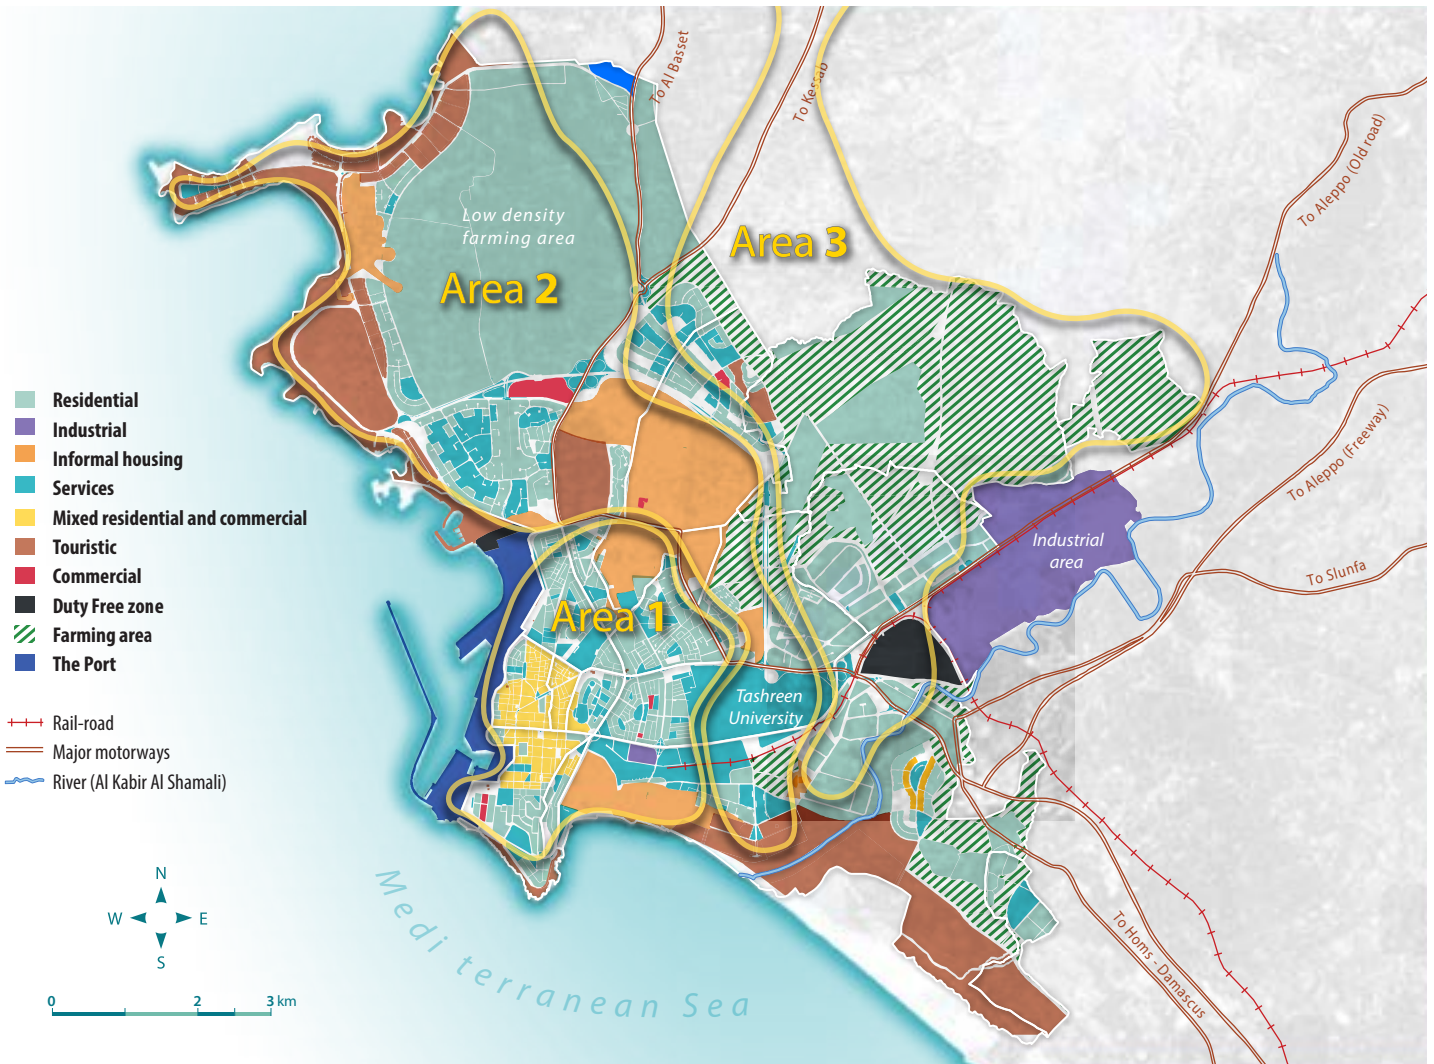 To Al Basset
To Kessab
To Aleppo (Old road)
Low density
farming area
Area 3
Area 2
Residential
Industrial
Informal housing
Services
Mixed residential and commercial
Touristic
Commercial
Duty Free zone
Farming area
The Port
Rail-road
Major motorways
River (Al Kabir Al Shamali)
To Aleppo (Freeway)
Industrial
area
To Slunfa
Area 1
Tashreen
University
N
W E
S
0 2 3 km
Medi terranean Sea
To Homs - Damascus